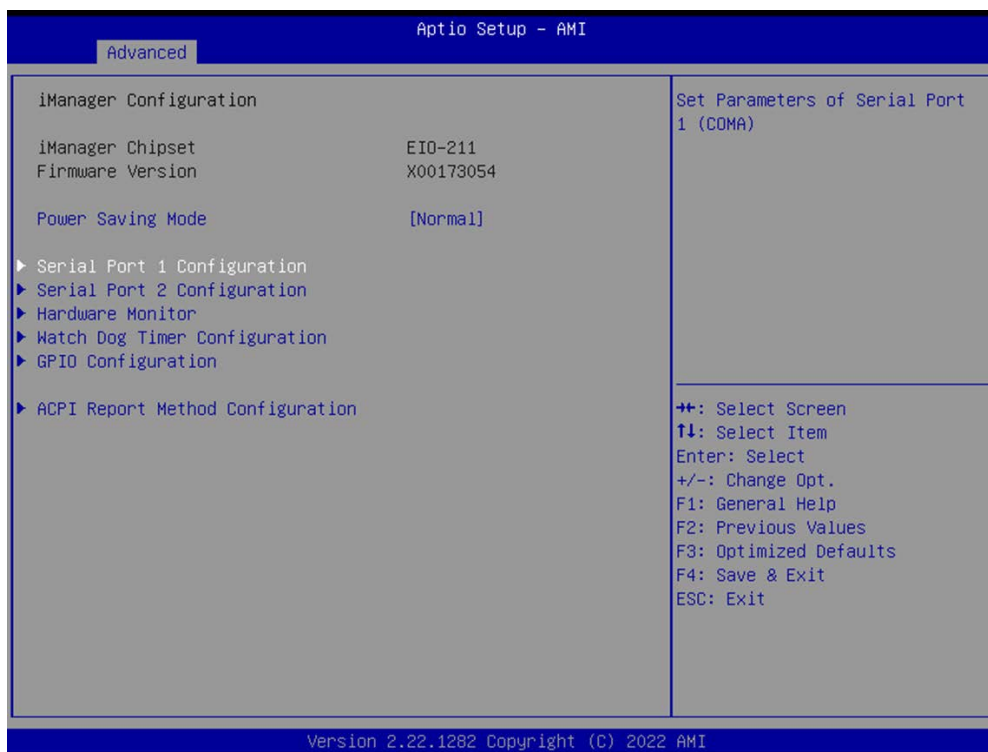 Aptio Setup - AMI
Advanced
iManager Configuration
iManager Chipset EIO-211
Firmware Version X00173054
Power Saving Mode [Normal]
Serial Port 1 Configuration
Serial Port 2 Configuration
Hardware Monitor
Watch Dog Timer Configuration
GPIO Configuration
ACPI Report Method Configuration
Set Parameters of Serial Port
1 (COMA)
→←: Select Screen
↑↓: Select Item
Enter: Select
+/-: Change Opt.
F1: General Help
F2: Previous Values
F3: Optimized Defaults
F4: Save & Exit
ESC: Exit
Version 2.22.1282 Copyright (C) 2022 AMI